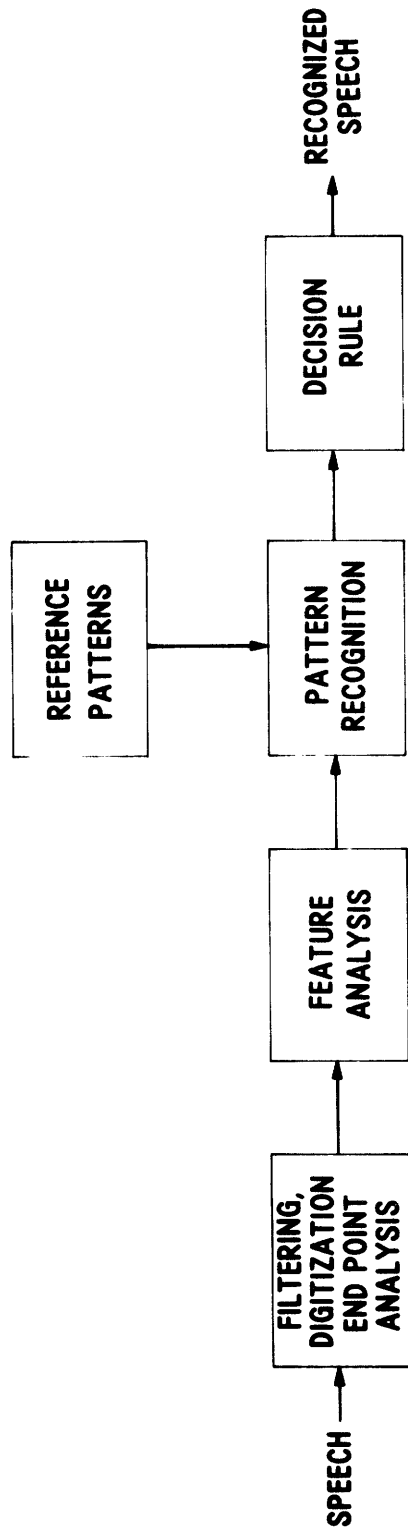 SPEECH
FILTERING,
DIGITIZATION
END POINT
ANALYSIS
FEATURE
ANALYSIS
REFERENCE
PATTERNS
PATTERN
RECOGNITION
DECISION
RULE
RECOGNIZED
SPEECH